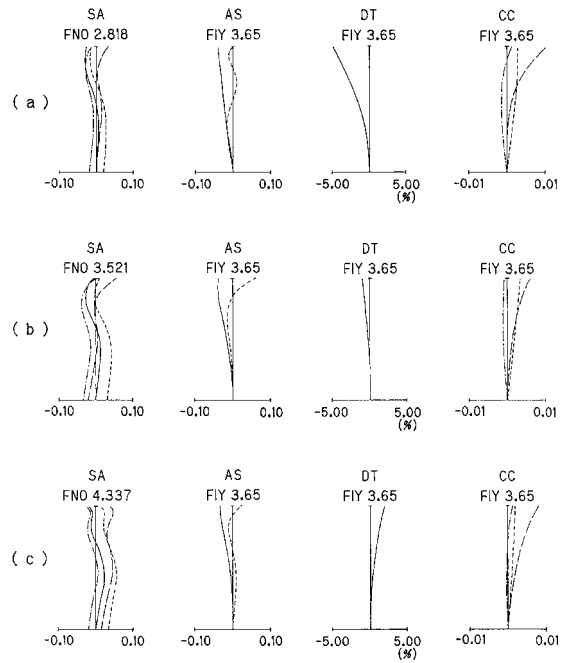 SA AS DT CC
FNO 2.818 FIY 3.65 FIY 3.65 FIY 3.65
(a)
-0.10 0.10 -0.10 0.10 -5.00 5.00 -0.01 0.01
(%)
SA AS DT CC
FNO 3.521 FIY 3.65 FIY 3.65 FIY 3.65
(b)
-0.10 0.10 -0.10 0.10 -5.00 5.00 -0.01 0.01
(%)
SA AS DT CC
FNO 4.337 FIY 3.65 FIY 3.65 FIY 3.65
(c)
-0.10 0.10 -0.10 0.10 -5.00 5.00 -0.01 0.01
(%)